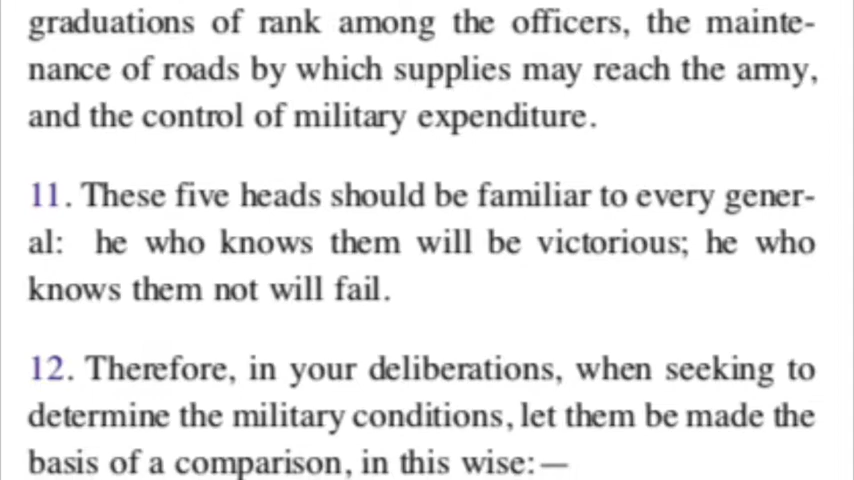 graduations of rank among the officers, the mainte-
nance of roads by which supplies may reach the army,
and the control of military expenditure.
11. These five heads should be familiar to every gener-
al: he who knows them will be victorious; he who
knows them not will fail.
12. Therefore, in your deliberations, when seeking to
determine the military conditions, let them be made the
basis of a comparison, in this wise:—